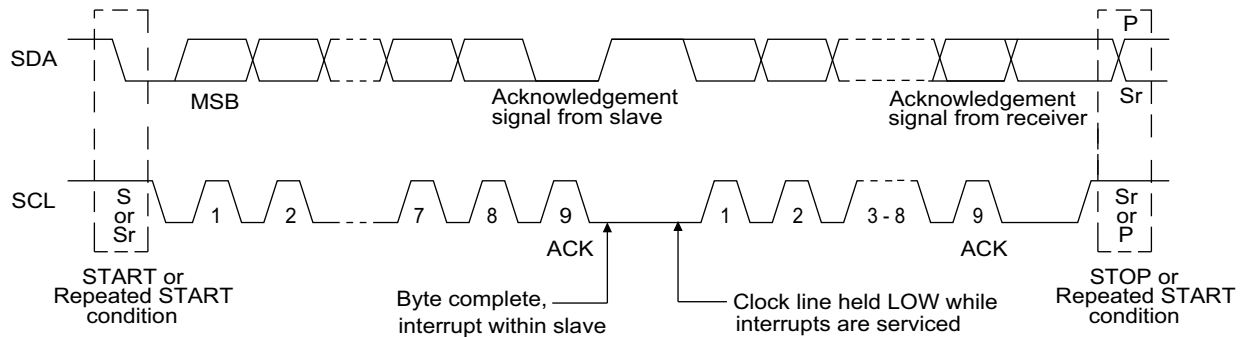 SDA
MSB
Acknowledgement
signal from slave
Acknowledgement
signal from receiver
P
Sr
SCL
S
or
Sr
1
2
7
8
9
ACK
1
2
3 - 8
9
ACK
Sr
or
P
START or
Repeated START
condition
Byte complete,
interrupt within slave
Clock line held LOW while
interrupts are serviced
STOP or
Repeated START
condition